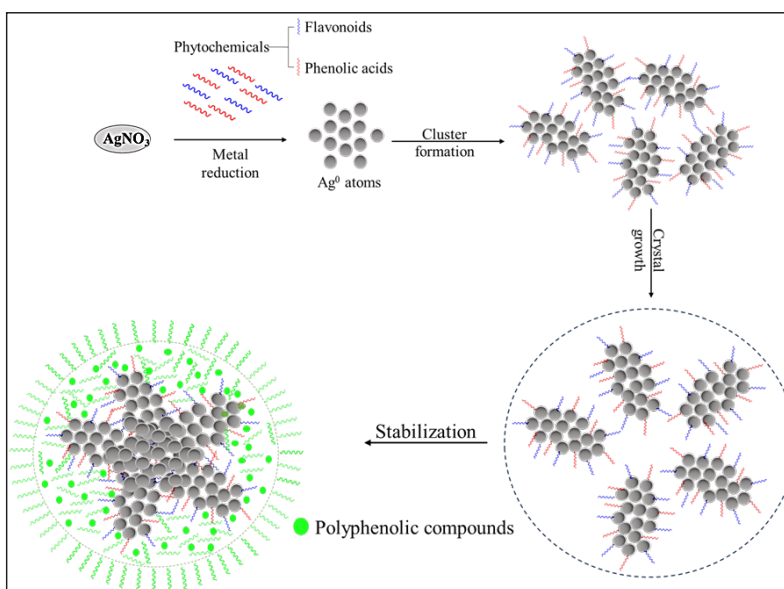 Phytochemicals
Flavonoids
Phenolic acids
AgNO₃
Metal
reduction
Ag⁰ atoms
Cluster
formation
Crystal
growth
Stabilization
Polyphenolic compounds